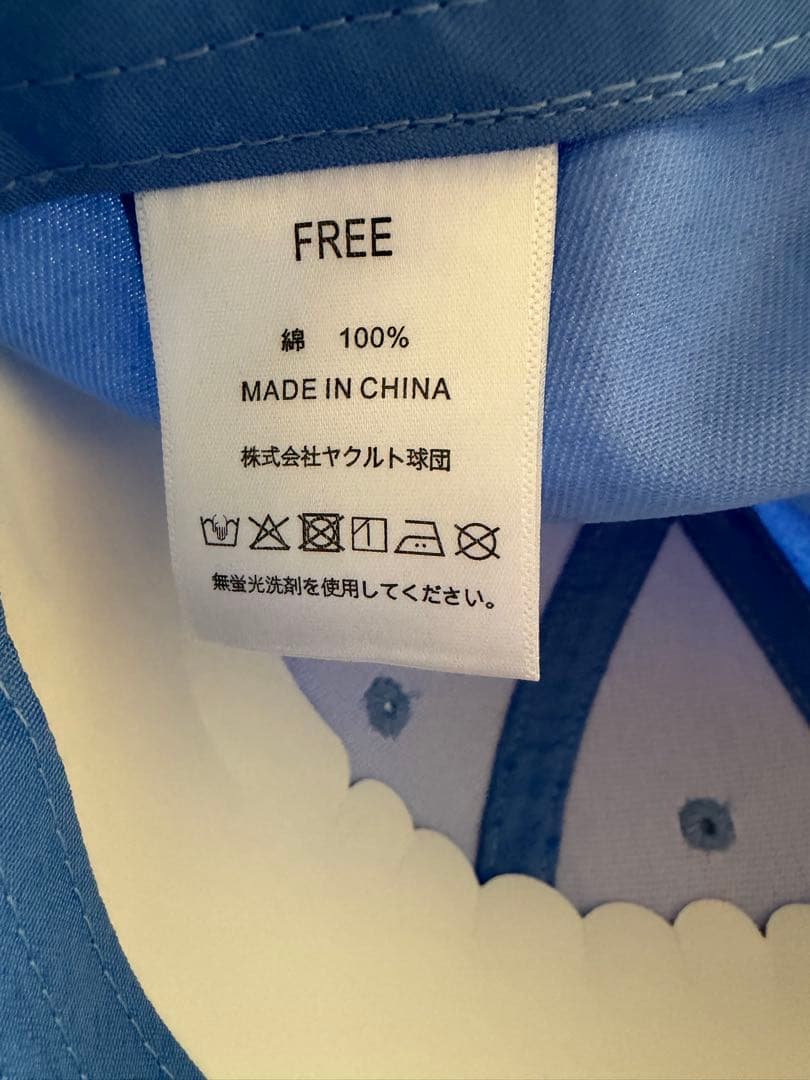 FREE
綿 100%
MADE IN CHINA
株式会社ヤクルト球団
無蛍光洗剤を使用してください。